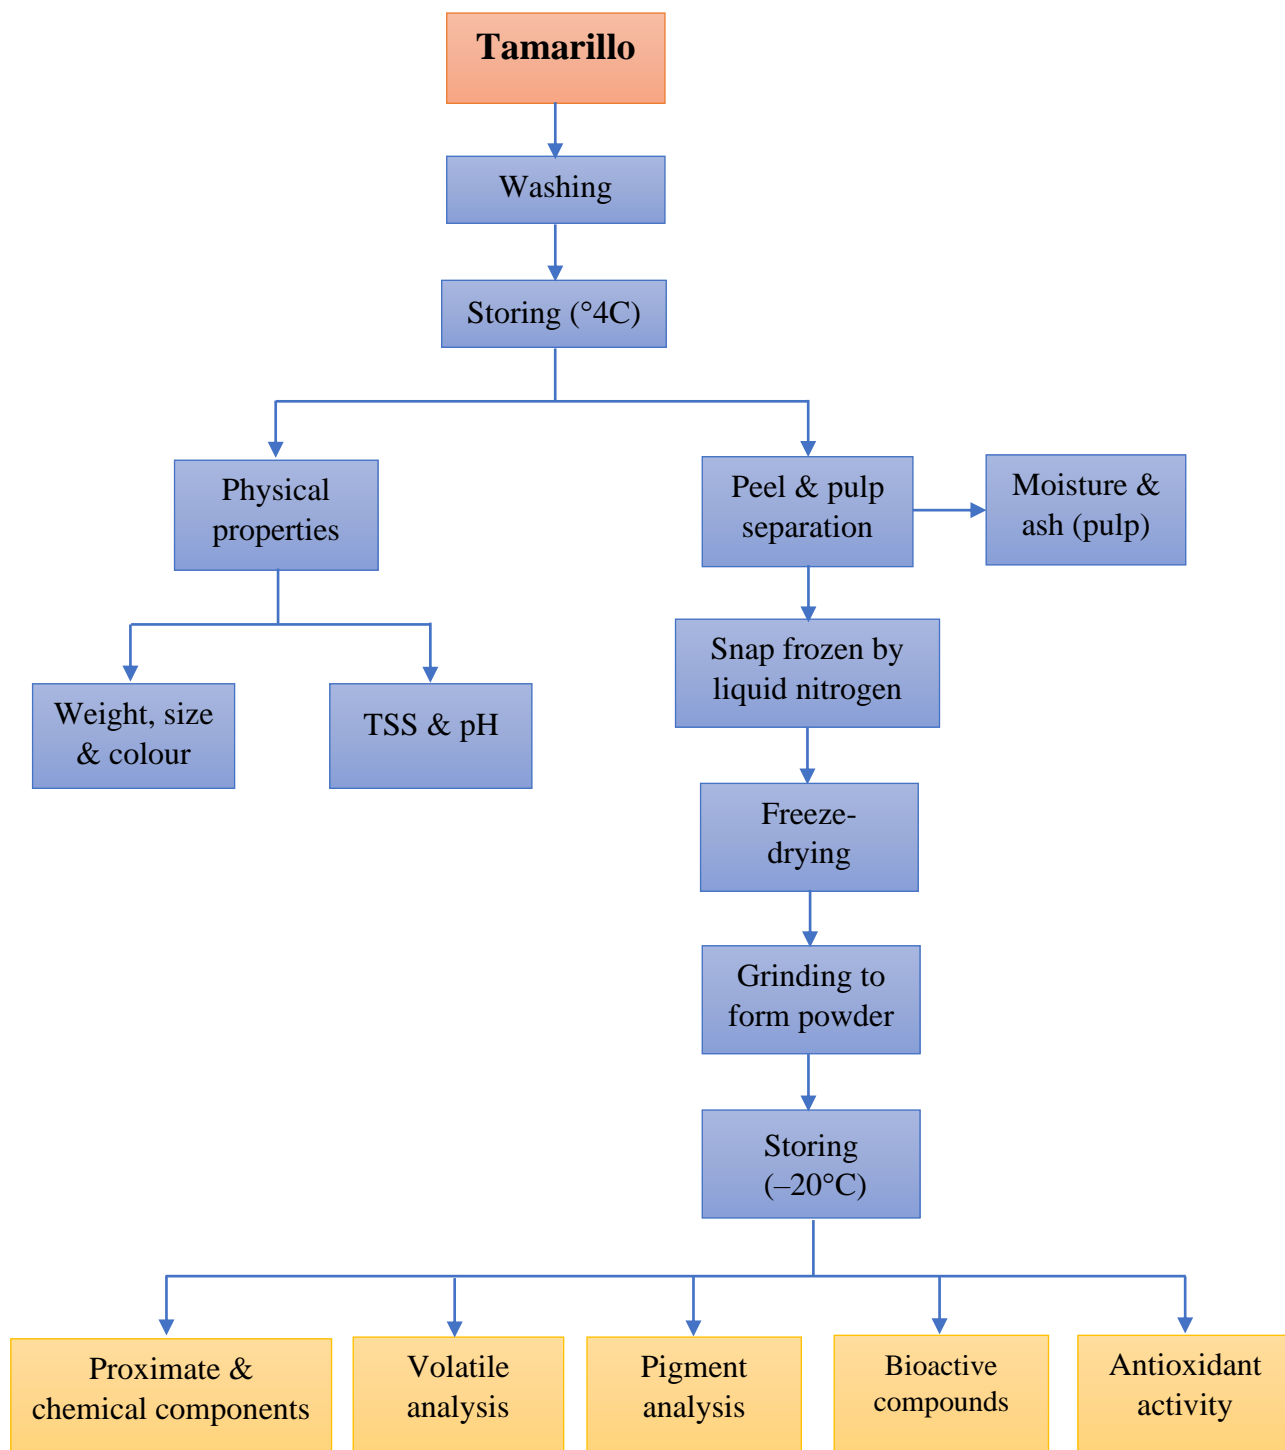 Tamarillo
Washing
Storing (°4C)
Physical
properties
Peel & pulp
separation
Moisture &
ash (pulp)
Weight, size
& colour
TSS & pH
Snap frozen by
liquid nitrogen
Freeze-
drying
Grinding to
form powder
Storing
(–20°C)
Proximate &
chemical components
Volatile
analysis
Pigment
analysis
Bioactive
compounds
Antioxidant
activity